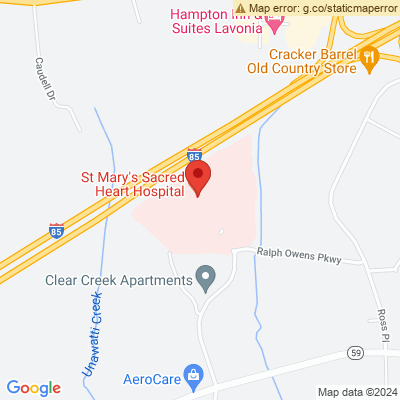 Map error: g.co/staticmaperror
Hampton Inn &
Suites Lavonia
Cracker Barrel
Old Country Store
Caudell Dr
85
St Mary's Sacred
Heart Hospital
85
Ralph Owens Pkwy
Clear Creek Apartments
Unawatti Creek
Ross Pl
59
AeroCare
Google
Map data ©2024